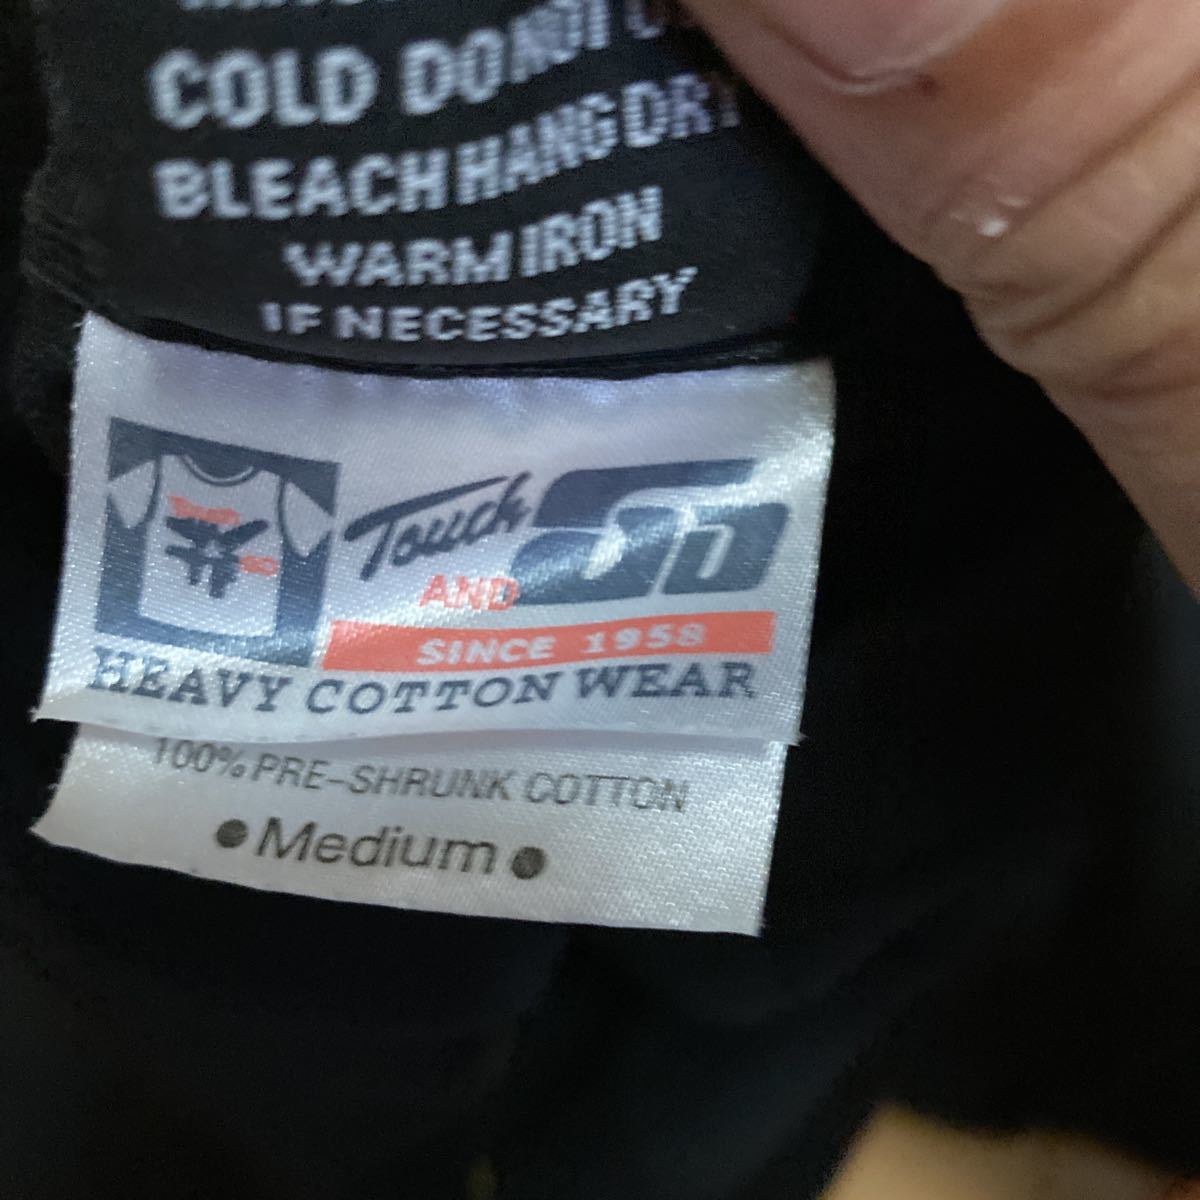 COLD DO NOT
BLEACH HANG DRY
WARM IRON
IF NECESSARY
Touch
AND
SINCE 1958
HEAVY COTTON WEAR
100% PRE-SHRUNK COTTON
● Medium ●